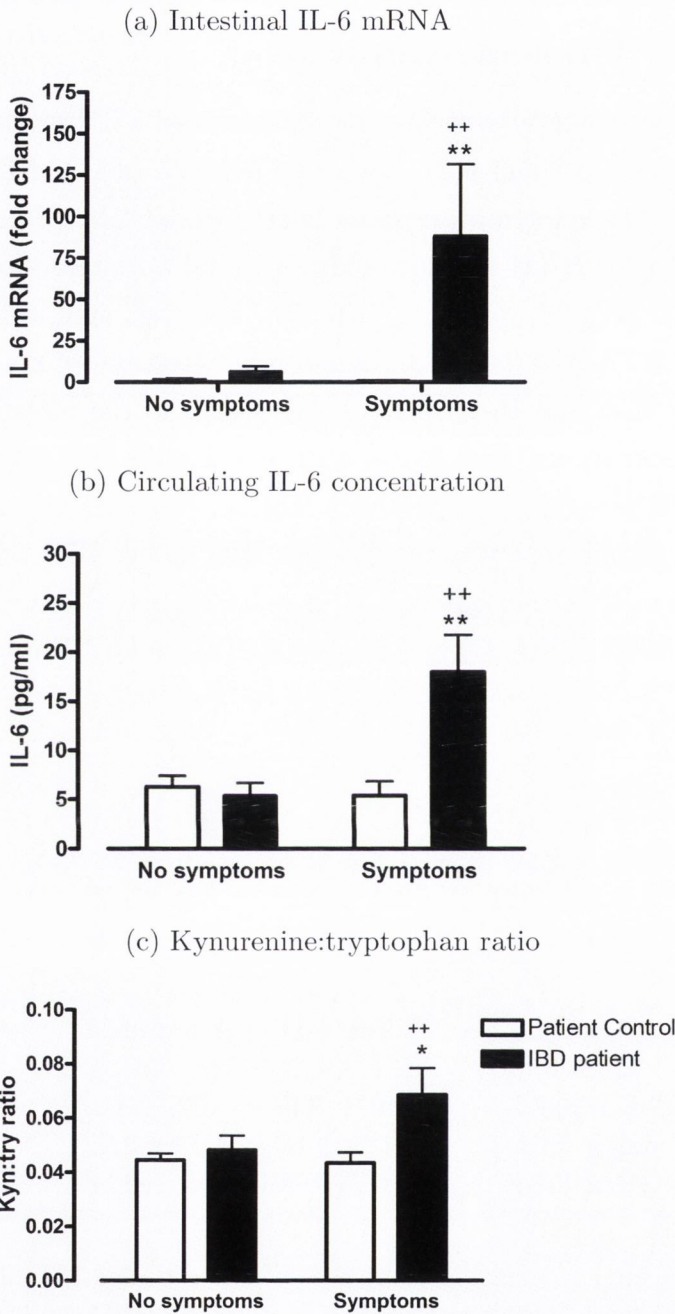 (a) Intestinal IL-6 mRNA
IL-6 mRNA (fold change)
175
150
125
100
75
50
25
0
++
**
No symptoms Symptoms
(b) Circulating IL-6 concentration
IL-6 (pg/ml)
30
25
20
15
10
5
0
++
**
No symptoms Symptoms
(c) Kynurenine:tryptophan ratio
Kyn:try ratio
0.10
0.08
0.06
0.04
0.02
0.00
++
*
Patient Control
IBD patient
No symptoms Symptoms